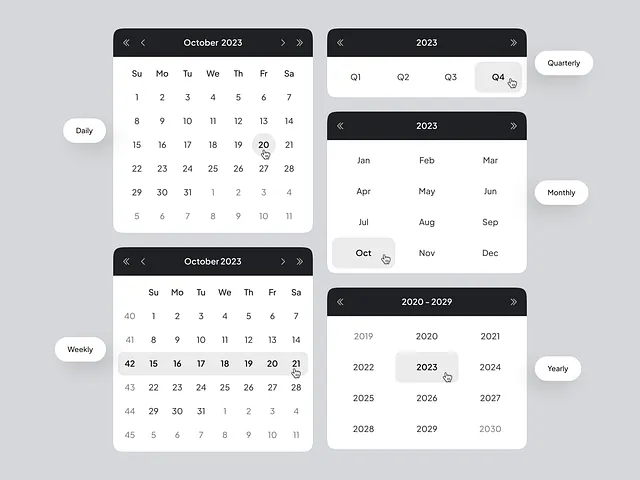 October 2023
Su Mo Tu We Th Fr Sa
1 2 3 4 5 6 7
8 9 10 11 12 13 14
15 16 17 18 19 20 21
22 23 24 25 26 27 28
29 30 31 1 2 3 4
5 6 7 8 9 10 11
Daily
October 2023
Su Mo Tu We Th Fr Sa
40 1 2 3 4 5 6 7
41 8 9 10 11 12 13 14
42 15 16 17 18 19 20 21
43 22 23 24 25 26 27 28
44 29 30 31 1 2 3 4
45 5 6 7 8 9 10 11
Weekly
2023
Q1 Q2 Q3 Q4
Quarterly
2023
Jan Feb Mar
Apr May Jun
Jul Aug Sep
Oct Nov Dec
Monthly
2020 - 2029
2019 2020 2021
2022 2023 2024
2025 2026 2027
2028 2029 2030
Yearly